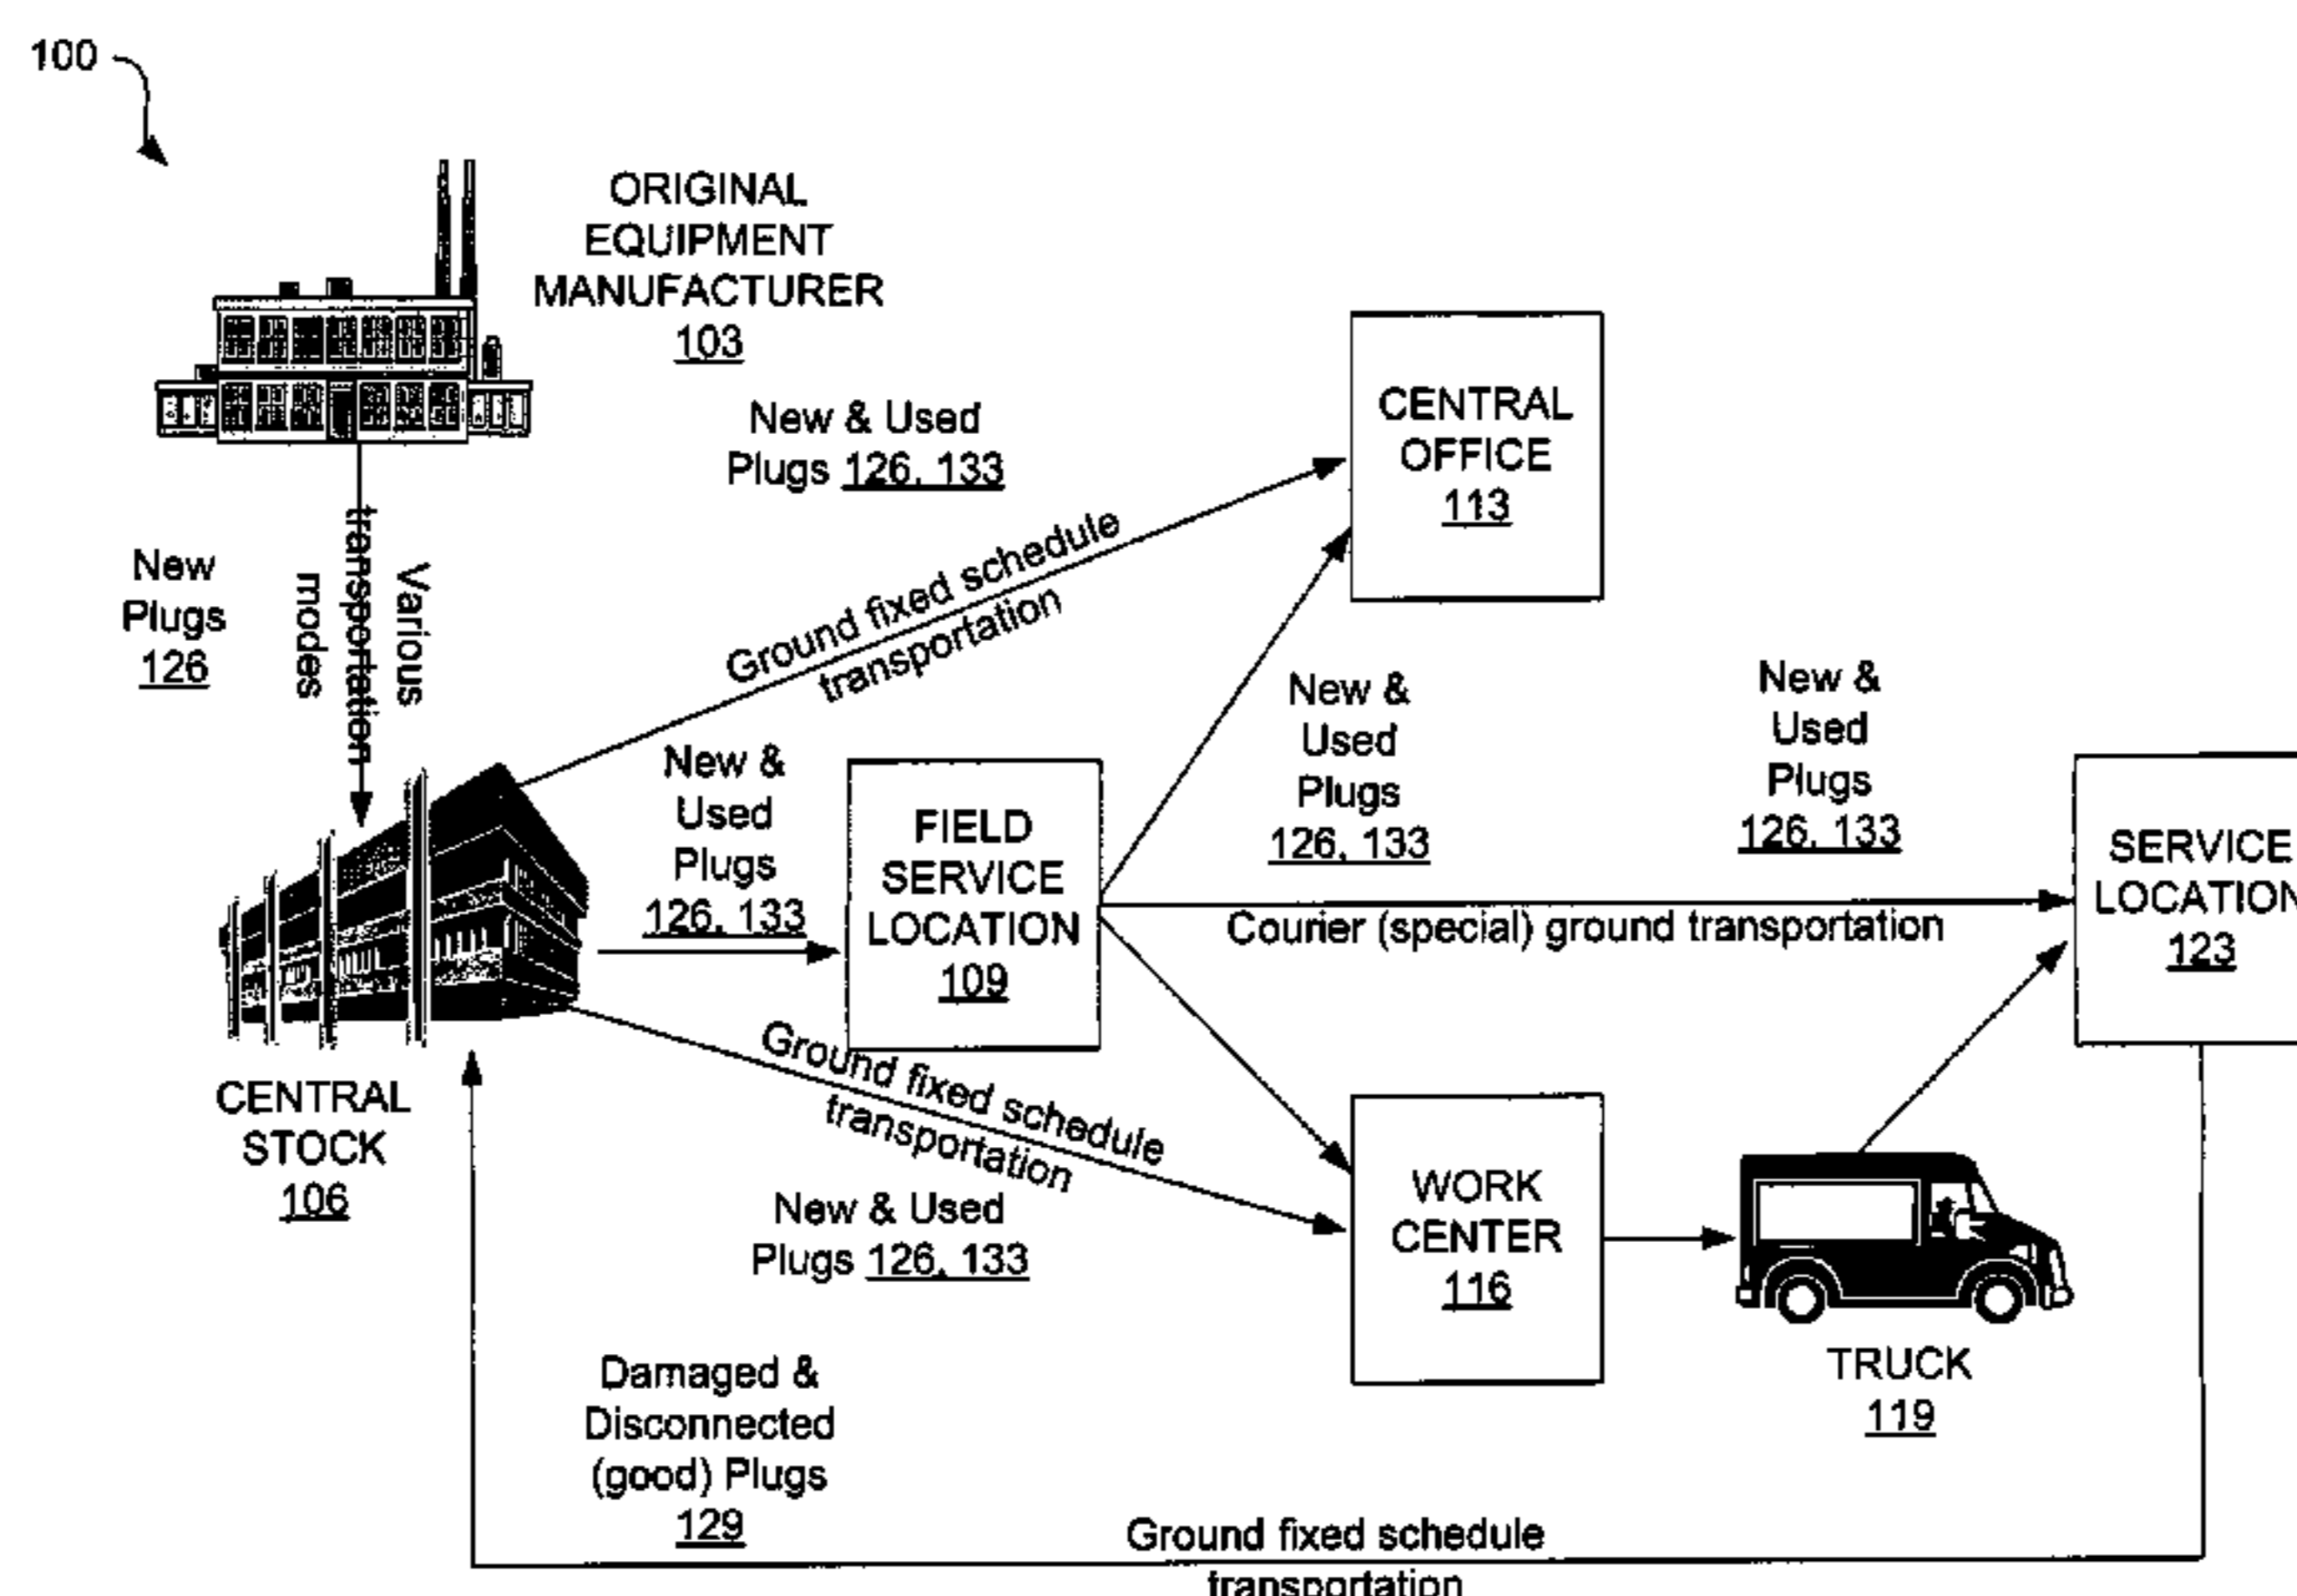 100
ORIGINAL
EQUIPMENT
MANUFACTURER
103
New & Used
Plugs 126, 133
CENTRAL
OFFICE
113
New
Plugs
126
Various
transportation
modes
Ground fixed schedule
transportation
New &
Used
Plugs
126, 133
FIELD
SERVICE
LOCATION
109
New &
Used
Plugs
126, 133
New &
Used
Plugs
126, 133
SERVICE
LOCATION
123
Courier (special) ground transportation
CENTRAL
STOCK
106
Ground fixed schedule
transportation
New & Used
Plugs 126, 133
WORK
CENTER
116
TRUCK
119
Damaged &
Disconnected
(good) Plugs
129
Ground fixed schedule
transportation